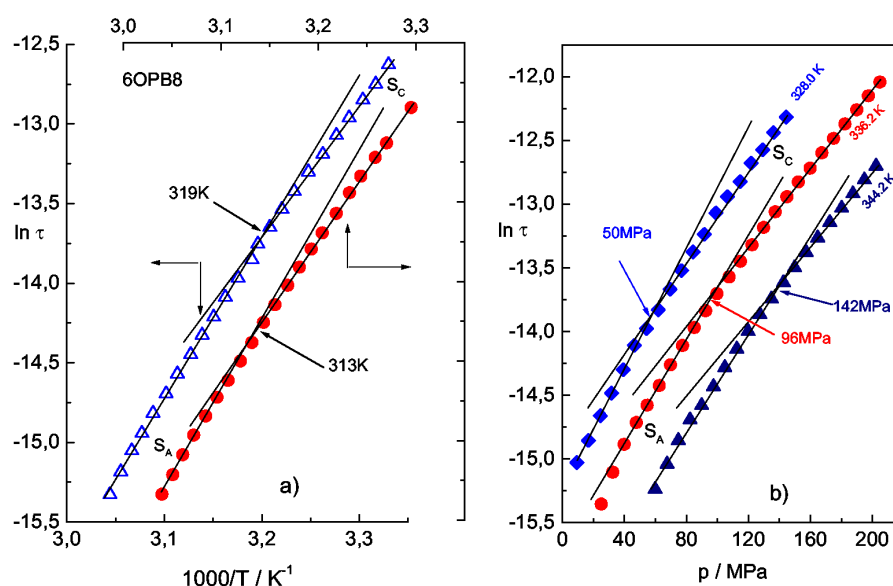 3,0 3,1 3,2 3,3
-12,5
-13,0
-13,5
ln τ
-14,0
-14,5
-15,0
-15,5
6OPB8
S_C
319K
313K
S_A
a)
3,0 3,1 3,2 3,3
1000/T / K⁻¹
-12,0
-12,5
-13,0
-13,5
ln τ
-14,0
-14,5
-15,0
-15,5
328.0 K
336.2 K
344.2 K
S_C
50MPa
142MPa
96MPa
S_A
b)
0 40 80 120 160 200
p / MPa